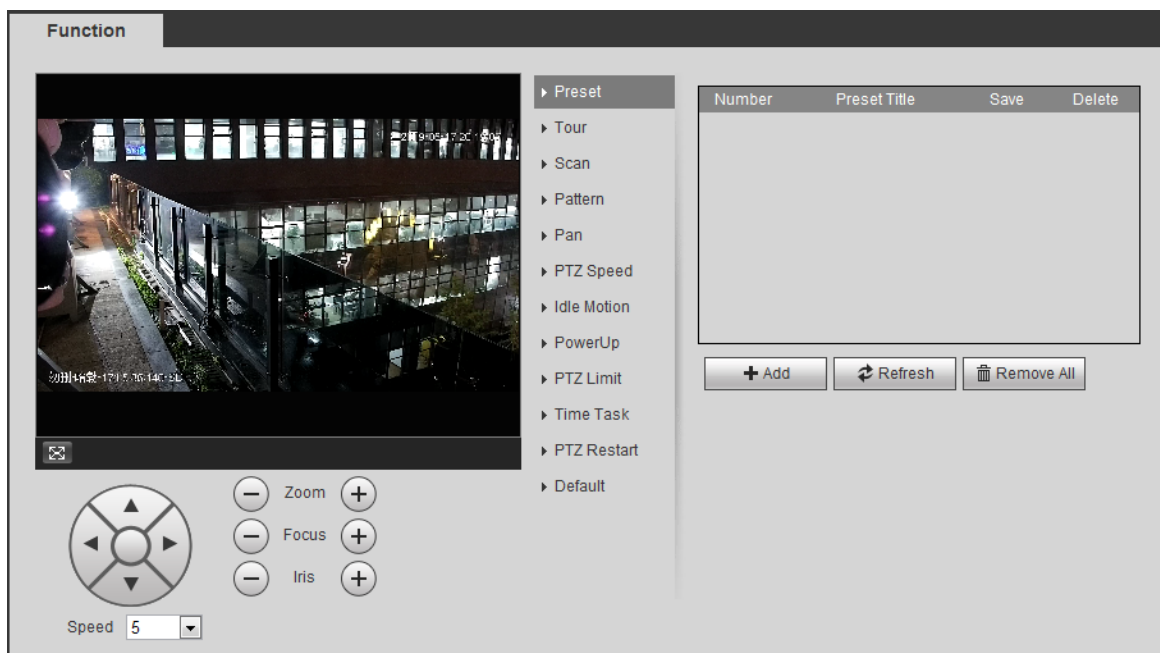 Function
Preset
Tour
Scan
Pattern
Pan
PTZ Speed
Idle Motion
PowerUp
PTZ Limit
Time Task
PTZ Restart
Default
Number Preset Title Save Delete
Add Refresh Remove All
Zoom
Focus
Iris
Speed 5